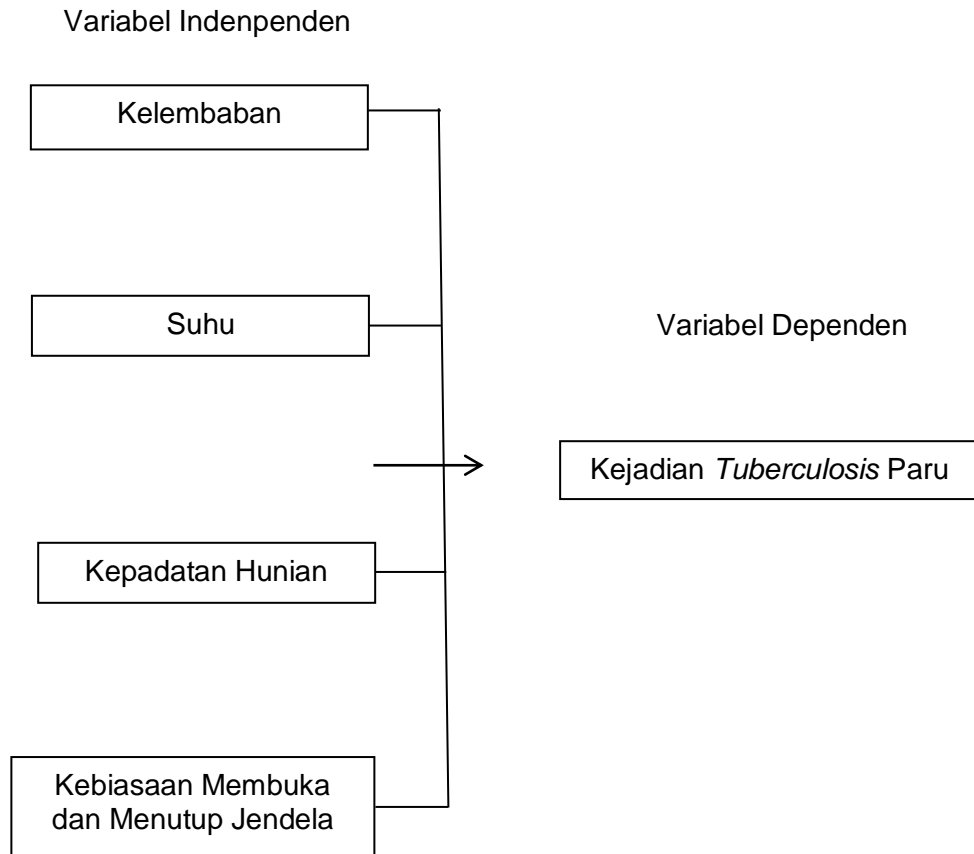 Variabel Indenpenden
Kelembaban
Suhu
Variabel Dependen
Kejadian Tuberculosis Paru
Kepadatan Hunian
Kebiasaan Membuka
dan Menutup Jendela